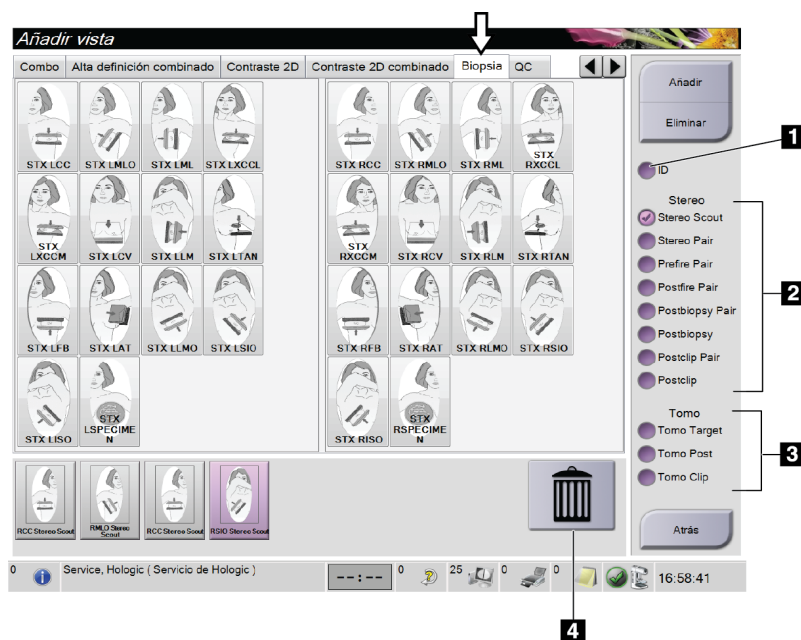 Añadir vista
Combo Alta definición combinado Contraste 2D Contraste 2D combinado Biopsia QC
STX LCC STX LMLO STX LML STX LXCCL
STX RCC STX RMLO STX RML STX
RXCCL
STX
LXCCM STX LCV STX LLM STX LTAN
STX
RXCCM STX RCV STX RLN STX RTAN
STX LFB STX LAT STX LLMO STX LSIO
STX RFB STX RAT STX RLMO STX RSIO
STX LISO STX
LSPECIME
N
STX RISO STX
RSPECIME
N
Añadir
Eliminar
ID
1
Stereo
Stereo Scout
Stereo Pair
Prefire Pair
Postfire Pair
2
Postbiopsy Pair
Postbiopsy
Postclip Pair
Postclip
Tomo
Tomo Target
Tomo Post
3
Tomo Clip
Atrás
RCC Stereo Scout
RMLO Stereo
Scout
RCC Stereo Scout
RSIO Stereo Scout
0 Service, Hologic ( Servicio de Hologic ) --:-- 0 25 0 0 16:58:41
4